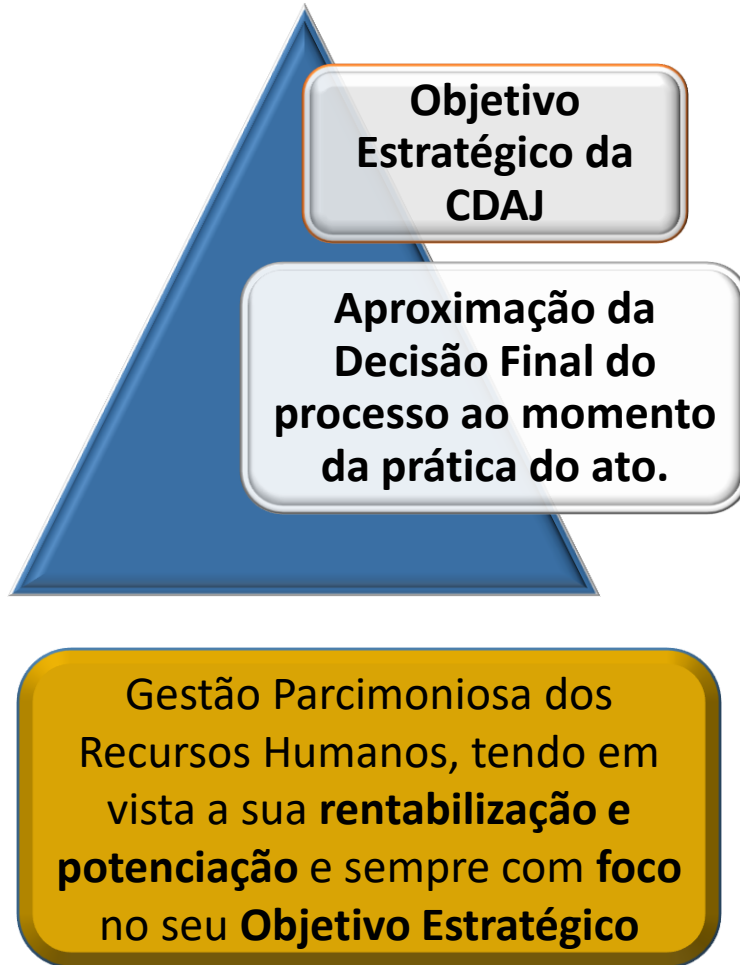 Objetivo
Estratégico da
CDAJ
Aproximação da
Decisão Final do
processo ao momento
da prática do ato.
Gestão Parcimoniosa dos
Recursos Humanos, tendo em
vista a sua rentabilização e
potenciação e sempre com foco
no seu Objetivo Estratégico